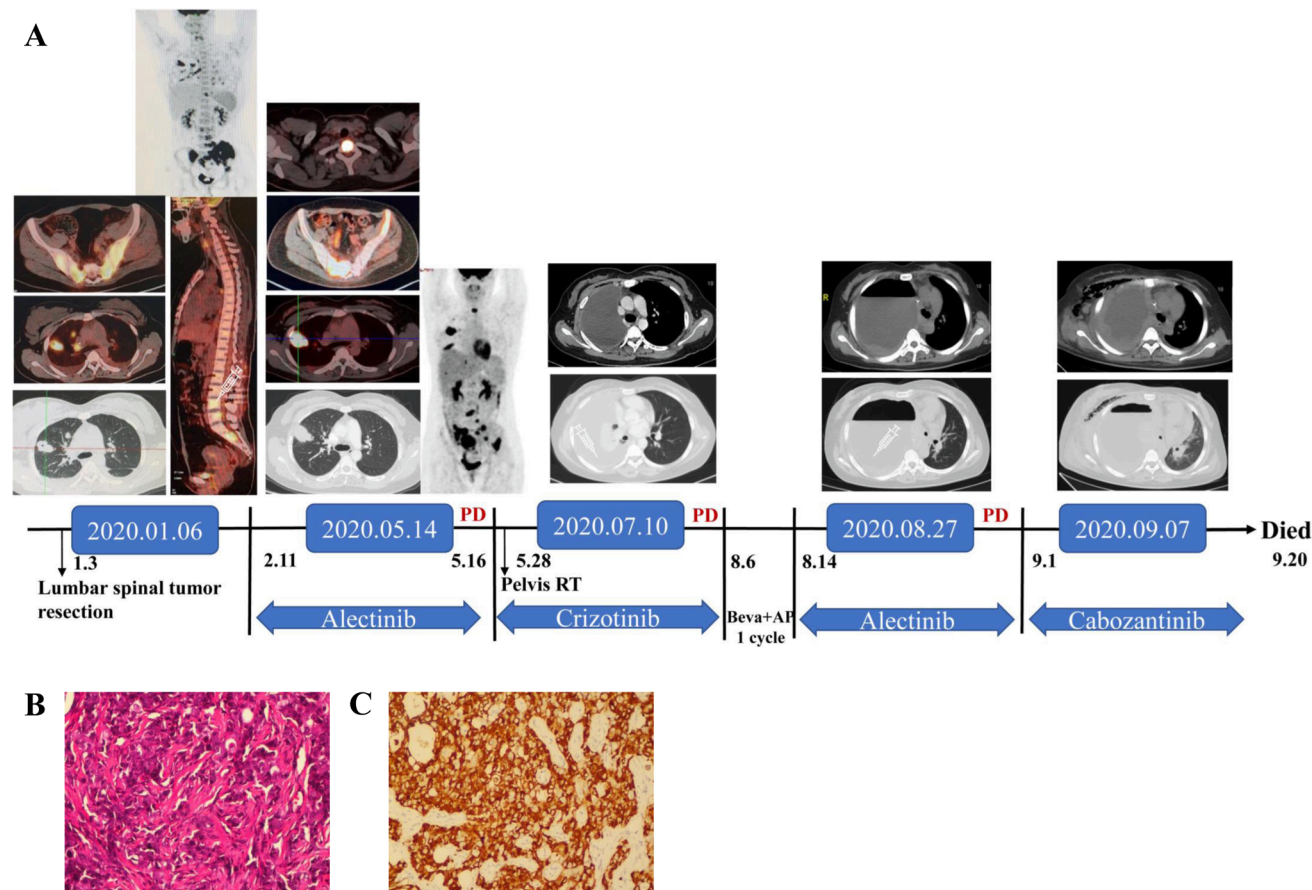 A
2020.01.06
2020.05.14
PD
2020.07.10
PD
2020.08.27
PD
2020.09.07
Died
1.3
2.11
5.16
5.28
8.6
8.14
9.1
9.20
Lumbar spinal tumor
resection
Pelvis RT
Alectinib
Crizotinib
Beva+AP
1 cycle
Alectinib
Cabozantinib
R
B
C